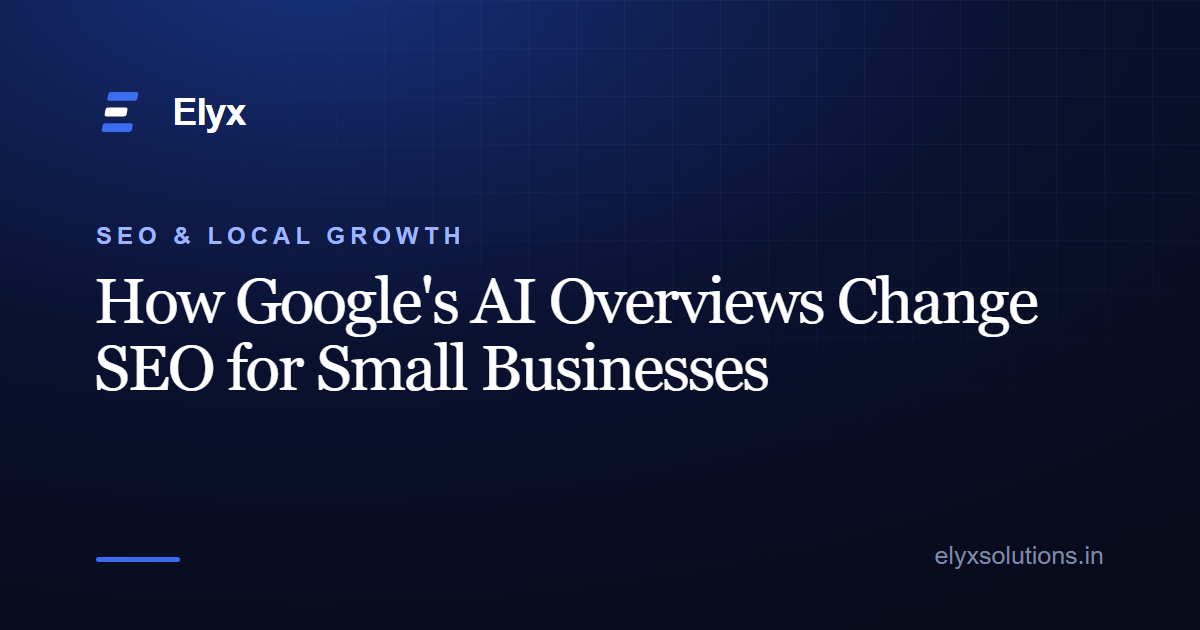 Elyx
SEO & LOCAL GROWTH
How Google's AI Overviews Change
SEO for Small Businesses
elyxsolutions.in